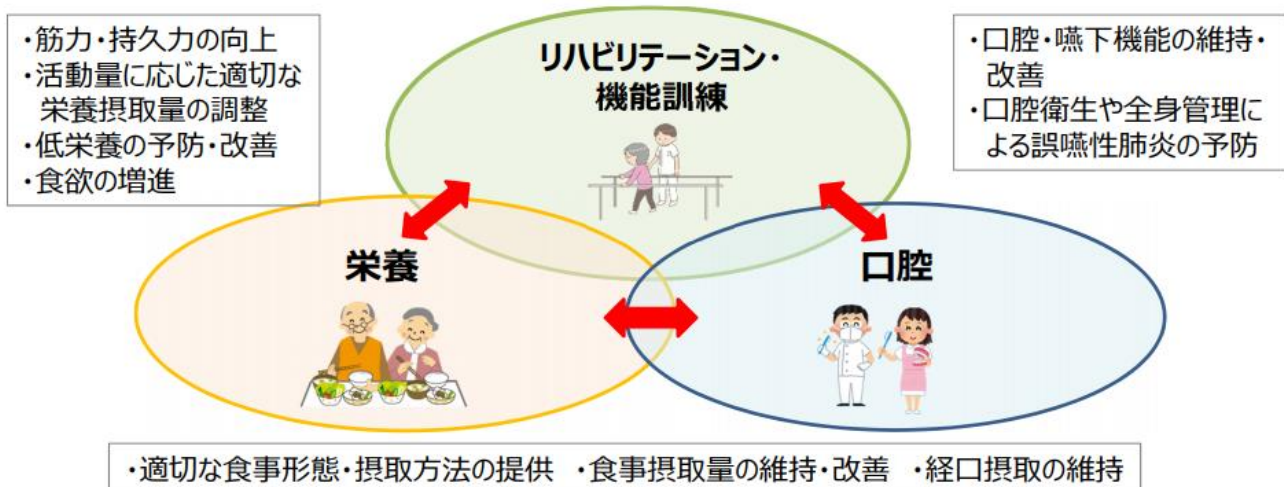 ・筋力・持久力の向上
・活動量に応じた適切な
栄養摂取量の調整
・低栄養の予防・改善
・食欲の増進
リハビリテーション・
機能訓練
・口腔・嚥下機能の維持・
改善
・口腔衛生や全身管理に
よる誤嚥性肺炎の予防
栄養
口腔
・適切な食事形態・摂取方法の提供 ・食事摂取量の維持・改善 ・経口摂取の維持